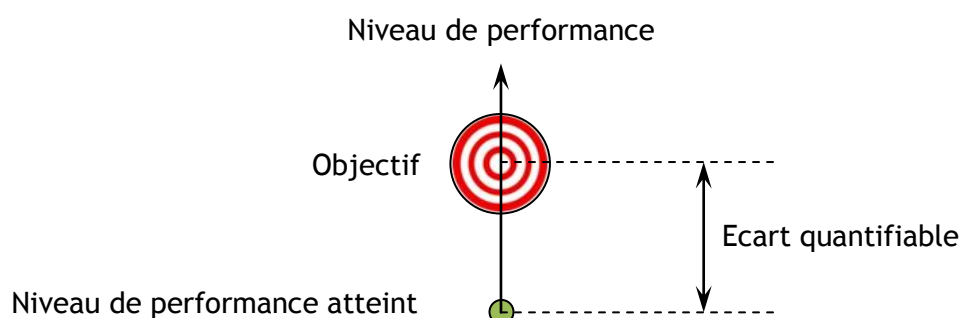 Niveau de performance
Objectif
Ecart quantifiable
Niveau de performance atteint